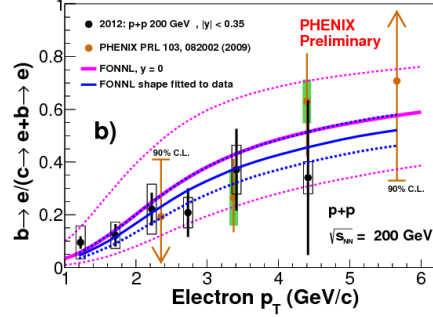 1
2012: p+p 200 GeV , |y| < 0.35
PHENIX PRL 103, 082002 (2009)
FONNL, y = 0
FONNL shape fitted to data
PHENIX
Preliminary
0.8
0.6
0.4
0.2
0
b → e/(c → e+b → e)
b)
90% C.L.
90% C.L.
p+p
√sNN = 200 GeV
1 2 3 4 5 6
Electron pT (GeV/c)